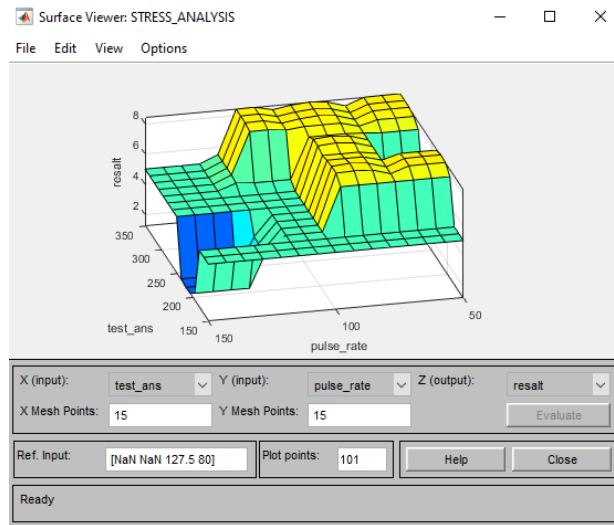 Surface Viewer: STRESS_ANALYSIS
File Edit View Options
8
6
4
2
resalt
350
300
250
200
150
test_ans
150
100
50
pulse_rate
X (input): test_ans Y (input): pulse_rate Z (output): resalt
X Mesh Points: 15 Y Mesh Points: 15 Evaluate
Ref. Input: [NaN NaN 127.5 80] Plot points: 101 Help Close
Ready